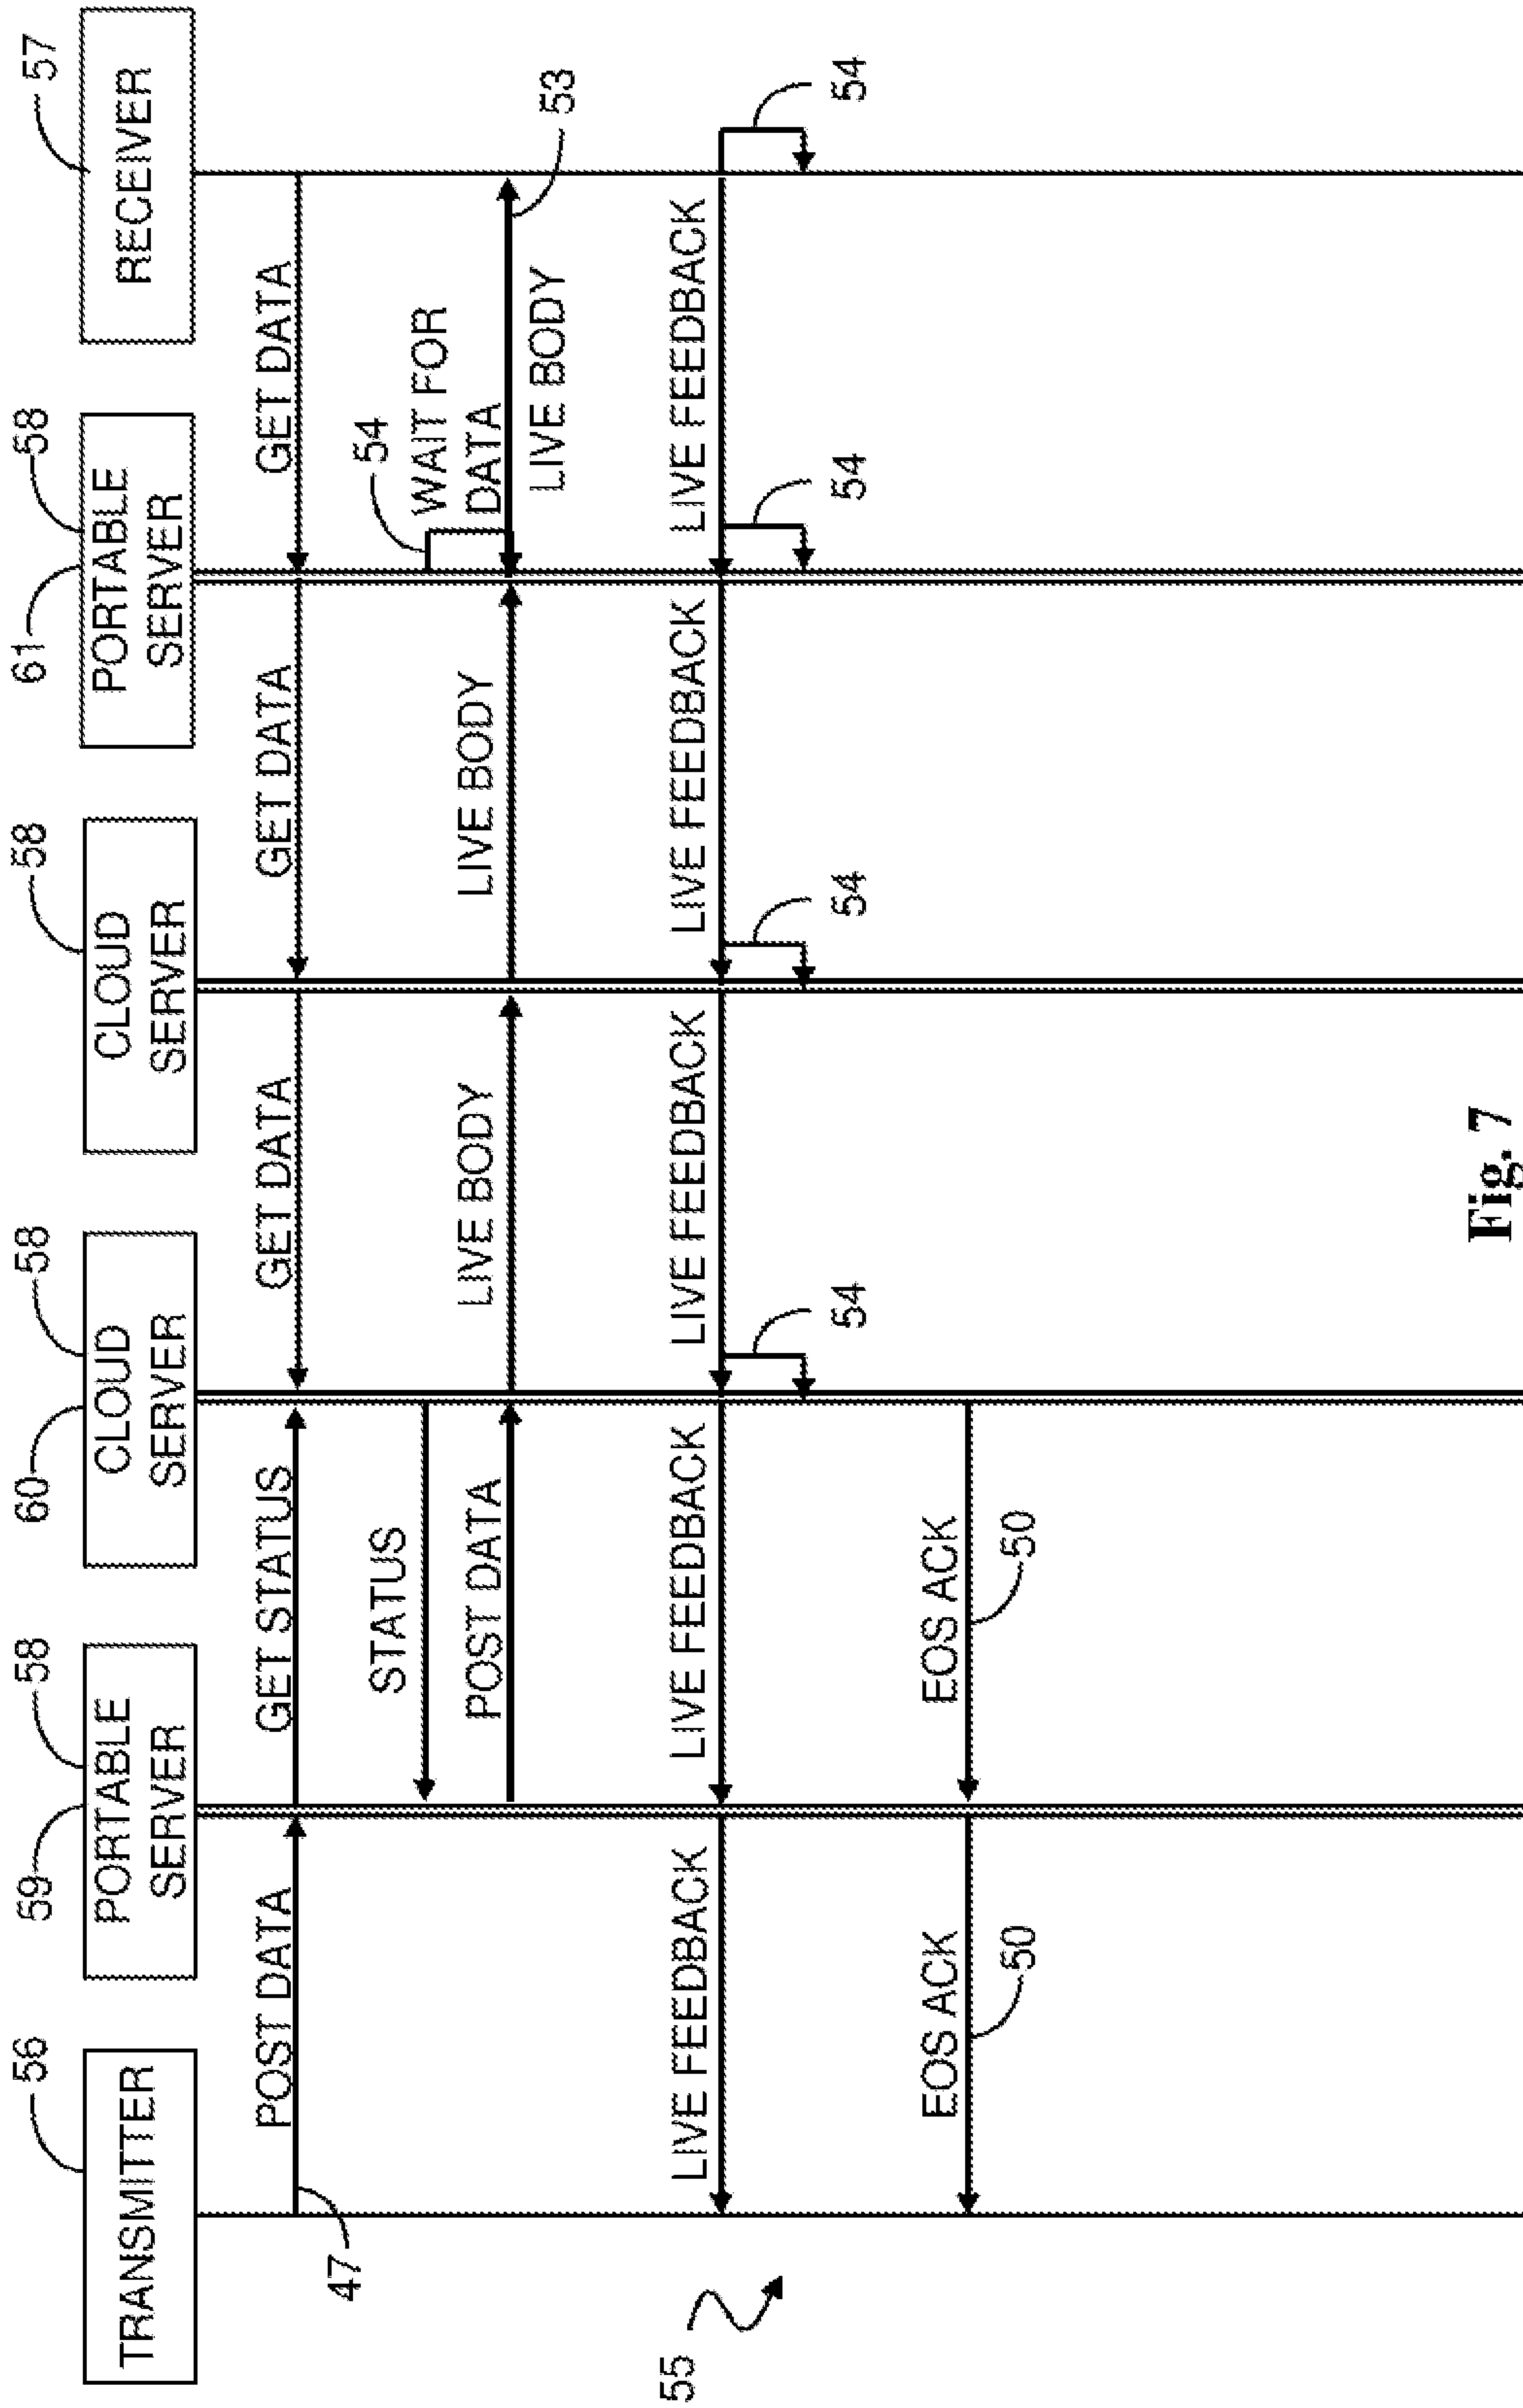 56
59
58
60
58
58
61
58
57
TRANSMITTER
PORTABLE
SERVER
CLOUD
SERVER
CLOUD
SERVER
PORTABLE
SERVER
RECEIVER
POST DATA
GET STATUS
GET DATA
GET DATA
GET DATA
47
STATUS
54
WAIT FOR
DATA
POST DATA
LIVE BODY
LIVE BODY
LIVE BODY
53
LIVE FEEDBACK
LIVE FEEDBACK
LIVE FEEDBACK
LIVE FEEDBACK
LIVE FEEDBACK
54
54
54
54
55
EOS ACK
EOS ACK
50
50
Fig. 7